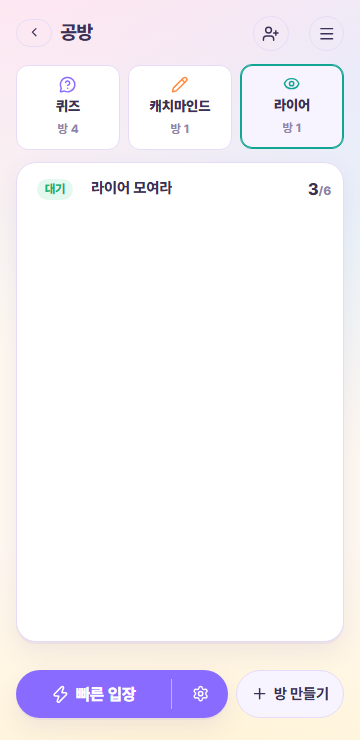 공방
퀴즈
방 4
캐치마인드
방 1
라이어
방 1
대기 라이어 모여라 3/6
빠른 입장
방 만들기